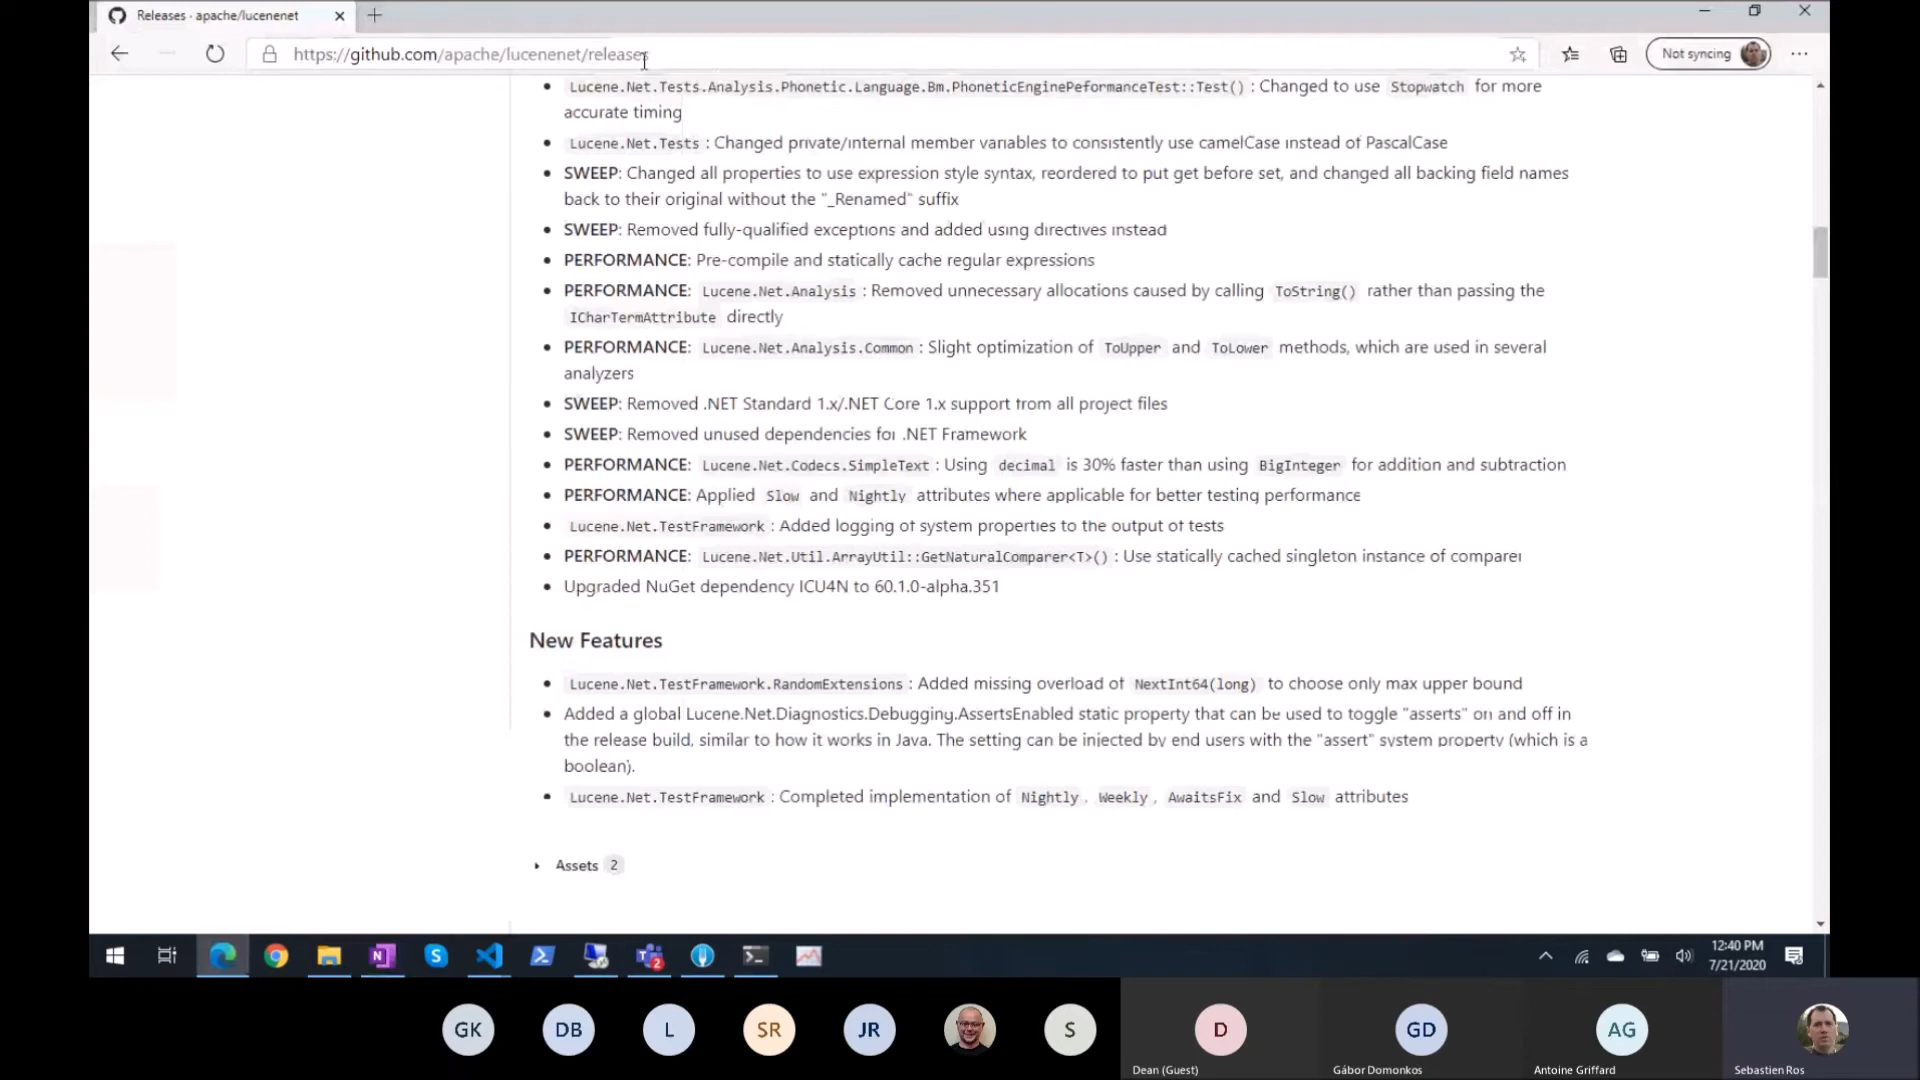 Releases · apache/lucenenet
https://github.com/apache/lucenenet/releases
Not syncing
Lucene.Net.Tests.Analysis.Phonetic.Language.Bm.PhoneticEnginePeformanceTest::Test() : Changed to use Stopwatch for more
accurate timing
Lucene.Net.Tests : Changed private/internal member variables to consistently use camelCase instead of PascalCase
SWEEP: Changed all properties to use expression style syntax, reordered to put get before set, and changed all backing field names
back to their original without the "_Renamed" suffix
SWEEP: Removed fully-qualified exceptions and added using directives instead
PERFORMANCE: Pre-compile and statically cache regular expressions
PERFORMANCE: Lucene.Net.Analysis : Removed unnecessary allocations caused by calling ToString() rather than passing the
ICharTermAttribute directly
PERFORMANCE: Lucene.Net.Analysis.Common : Slight optimization of ToUpper and ToLower methods, which are used in several
analyzers
SWEEP: Removed .NET Standard 1.x/.NET Core 1.x support from all project files
SWEEP: Removed unused dependencies for .NET Framework
PERFORMANCE: Lucene.Net.Codecs.SimpleText : Using decimal is 30% faster than using BigInteger for addition and subtraction
PERFORMANCE: Applied Slow and Nightly attributes where applicable for better testing performance
Lucene.Net.TestFramework : Added logging of system properties to the output of tests
PERFORMANCE: Lucene.Net.Util.ArrayUtil::GetNaturalComparer<T>() : Use statically cached singleton instance of comparer
Upgraded NuGet dependency ICU4N to 60.1.0-alpha.351
New Features
Lucene.Net.TestFramework.RandomExtensions : Added missing overload of NextInt64(long) to choose only max upper bound
Added a global Lucene.Net.Diagnostics.Debugging.AssertsEnabled static property that can be used to toggle "asserts" on and off in
the release build, similar to how it works in Java. The setting can be injected by end users with the "assert" system property (which is a
boolean).
Lucene.Net.TestFramework : Completed implementation of Nightly, Weekly, AwaitsFix and Slow attributes
Assets 2
12:40 PM
7/21/2020
GK DB L SR JR S D GD AG
Dean (Guest) Gábor Domonkos Antoine Griffard Sebastien Ros